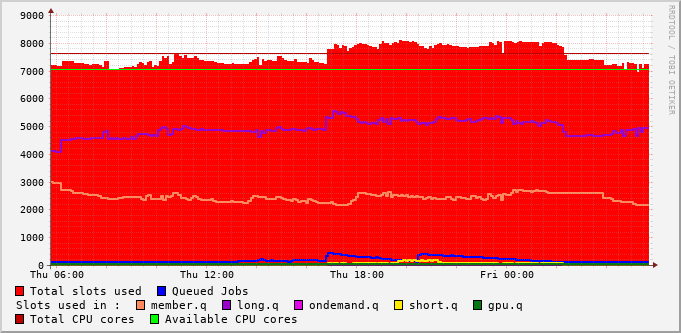 9000
8000
7000
6000
5000
4000
3000
2000
1000
0
Thu 06:00 Thu 12:00 Thu 18:00 Fri 00:00
RRDTOOL / TOBI OETIKER
Total slots used Queued Jobs
Slots used in : member.q long.q ondemand.q short.q gpu.q
Total CPU cores Available CPU cores